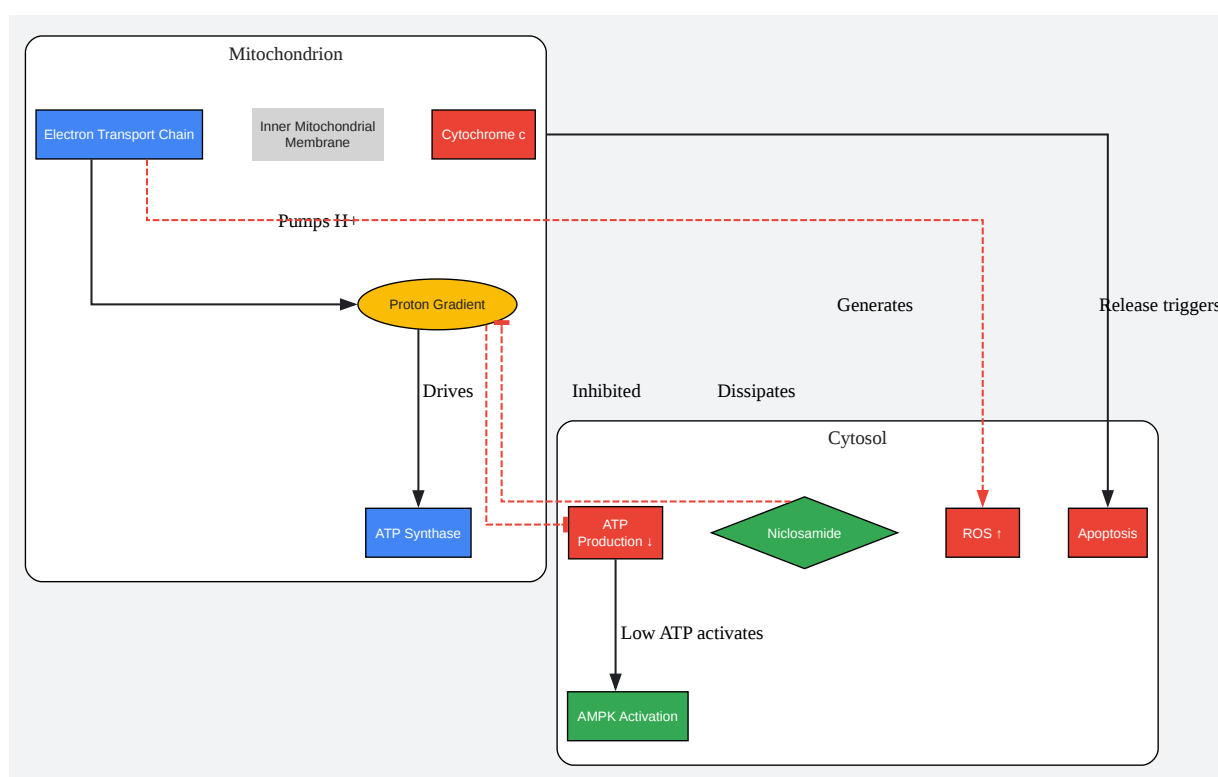 Mitochondrion
Electron Transport Chain
Inner Mitochondrial
Membrane
Cytochrome c
Pumps H+
Proton Gradient
Generates
Release triggers
Drives
Inhibited
Dissipates
Cytosol
ATP Synthase
ATP
Production ↓
Niclosamide
ROS ↑
Apoptosis
Low ATP activates
AMPK Activation